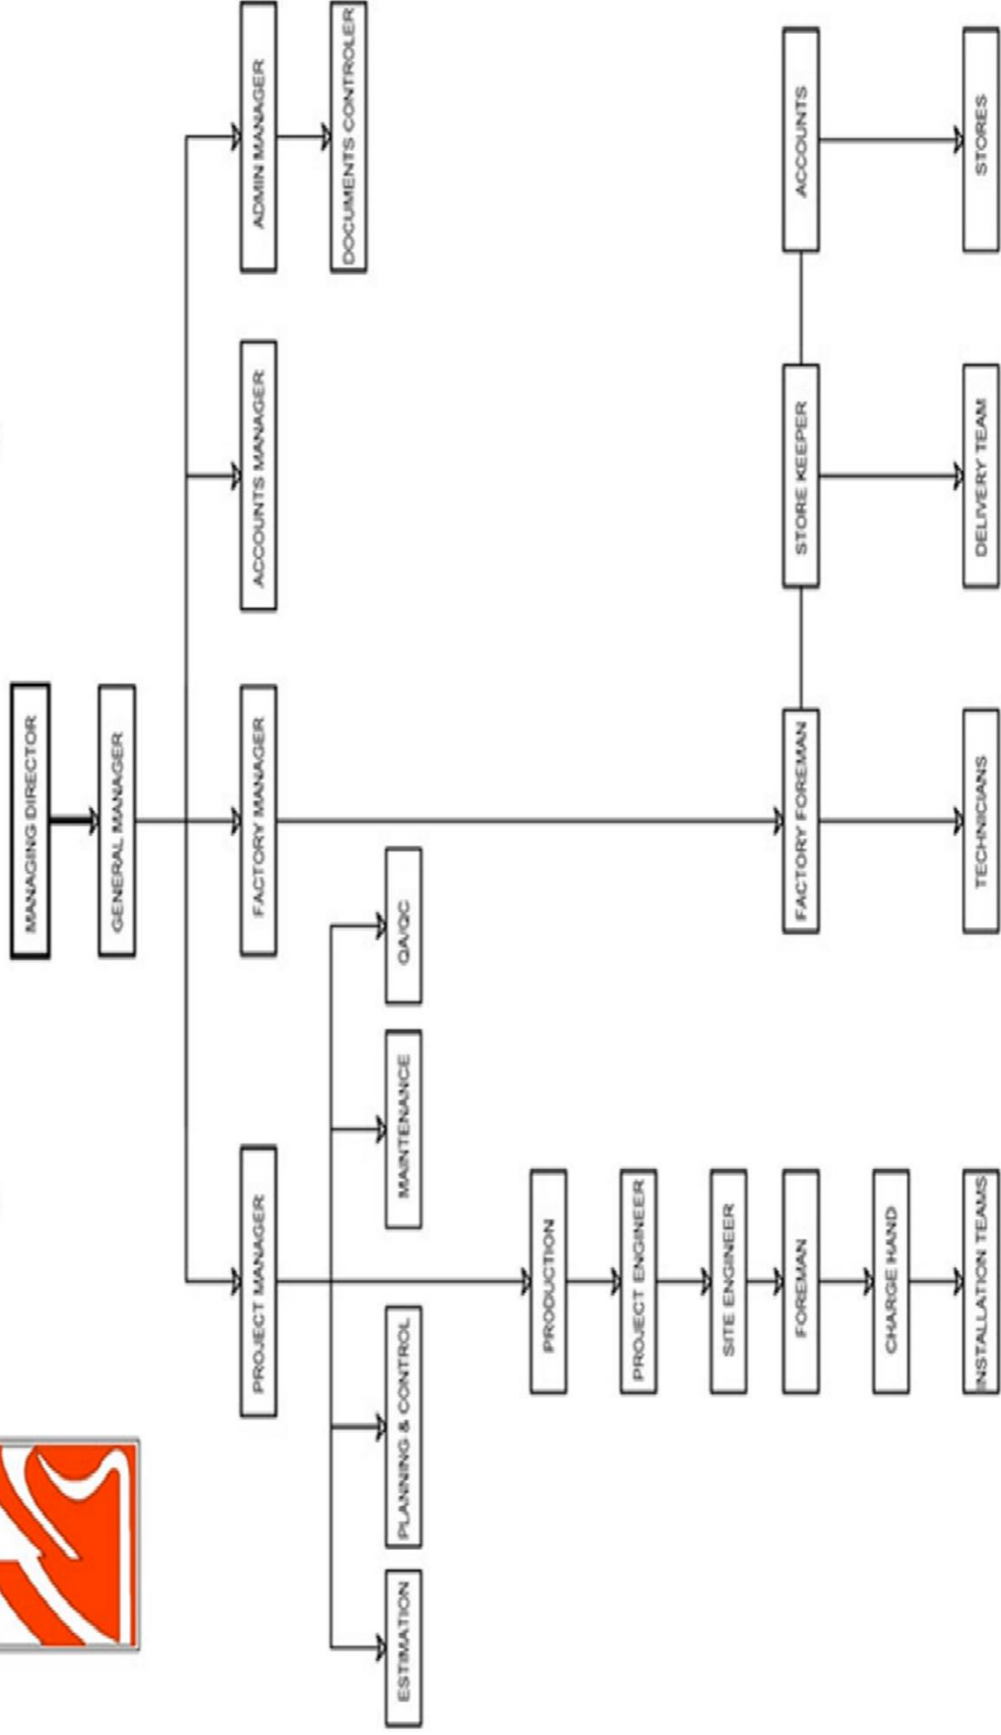 MANAGING DIRECTOR
GENERAL MANAGER
PROJECT MANAGER
FACTORY MANAGER
ACCOUNTS MANAGER
ADMIN MANAGER
DOCUMENTS CONTROLER
ESTIMATION
PLANNING & CONTROL
MAINTENANCE
QA/QC
PRODUCTION
PROJECT ENGINEER
SITE ENGINEER
FOREMAN
FACTORY FOREMAN
STORE KEEPER
ACCOUNTS
CHARGE HAND
INSTALLATION TEAMS
TECHNICIANS
DELIVERY TEAM
STORES